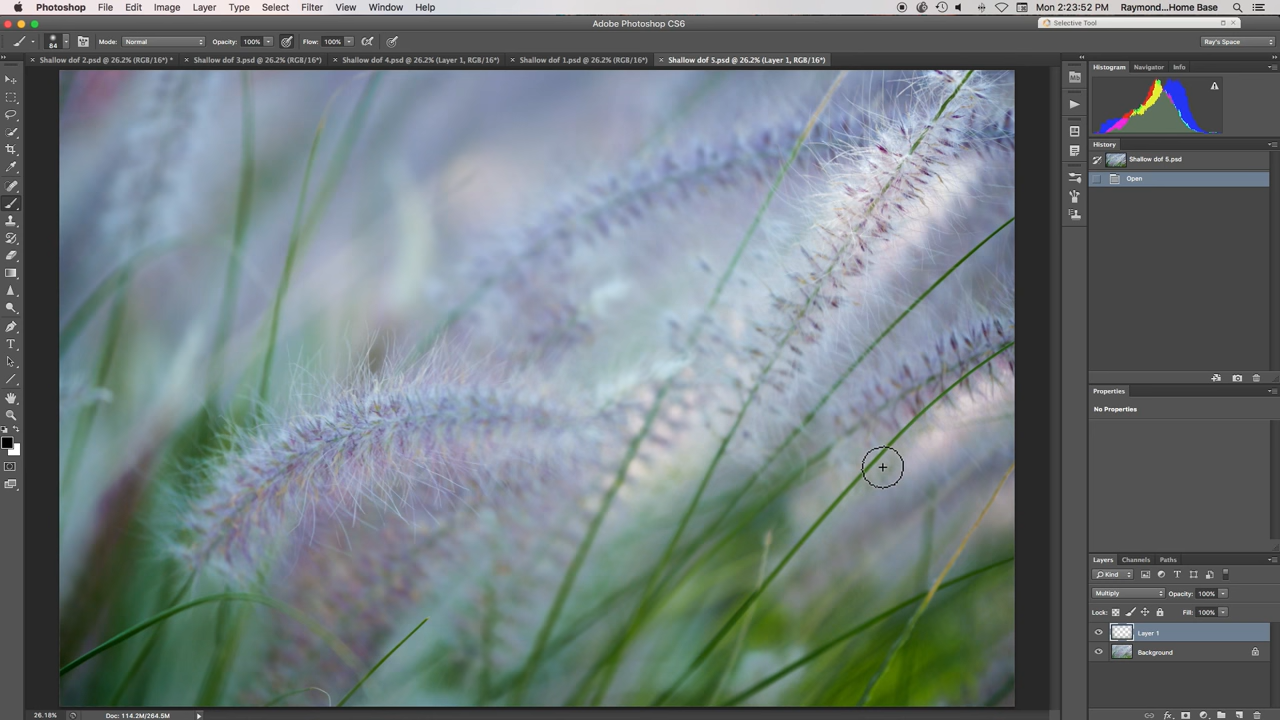 Photoshop File Edit Image Layer Type Select Filter View Window Help Mon 2:23:52 PM Raymond...Home Base
Adobe Photoshop CS6
Selective Tool
84 Mode: Normal Opacity: 100% Flow: 100% Ray's Space
Shallow dof 2.psd @ 26.2% (RGB/16*) * Shallow dof 3.psd @ 26.2% (RGB/16*) Shallow dof 4.psd @ 26.2% (Layer 1, RGB/16*) Shallow dof 1.psd @ 26.2% (RGB/16*) Shallow dof 5.psd @ 26.2% (Layer 1, RGB/16*)
Histogram Navigator Info
Mb
History
Shallow dof 5.psd
Open
Properties
No Properties
Layers Channels Paths
Kind
Multiply Opacity: 100%
Lock: Fill: 100%
Layer 1
Background
26.18% Doc: 114.2M/264.5M
fx